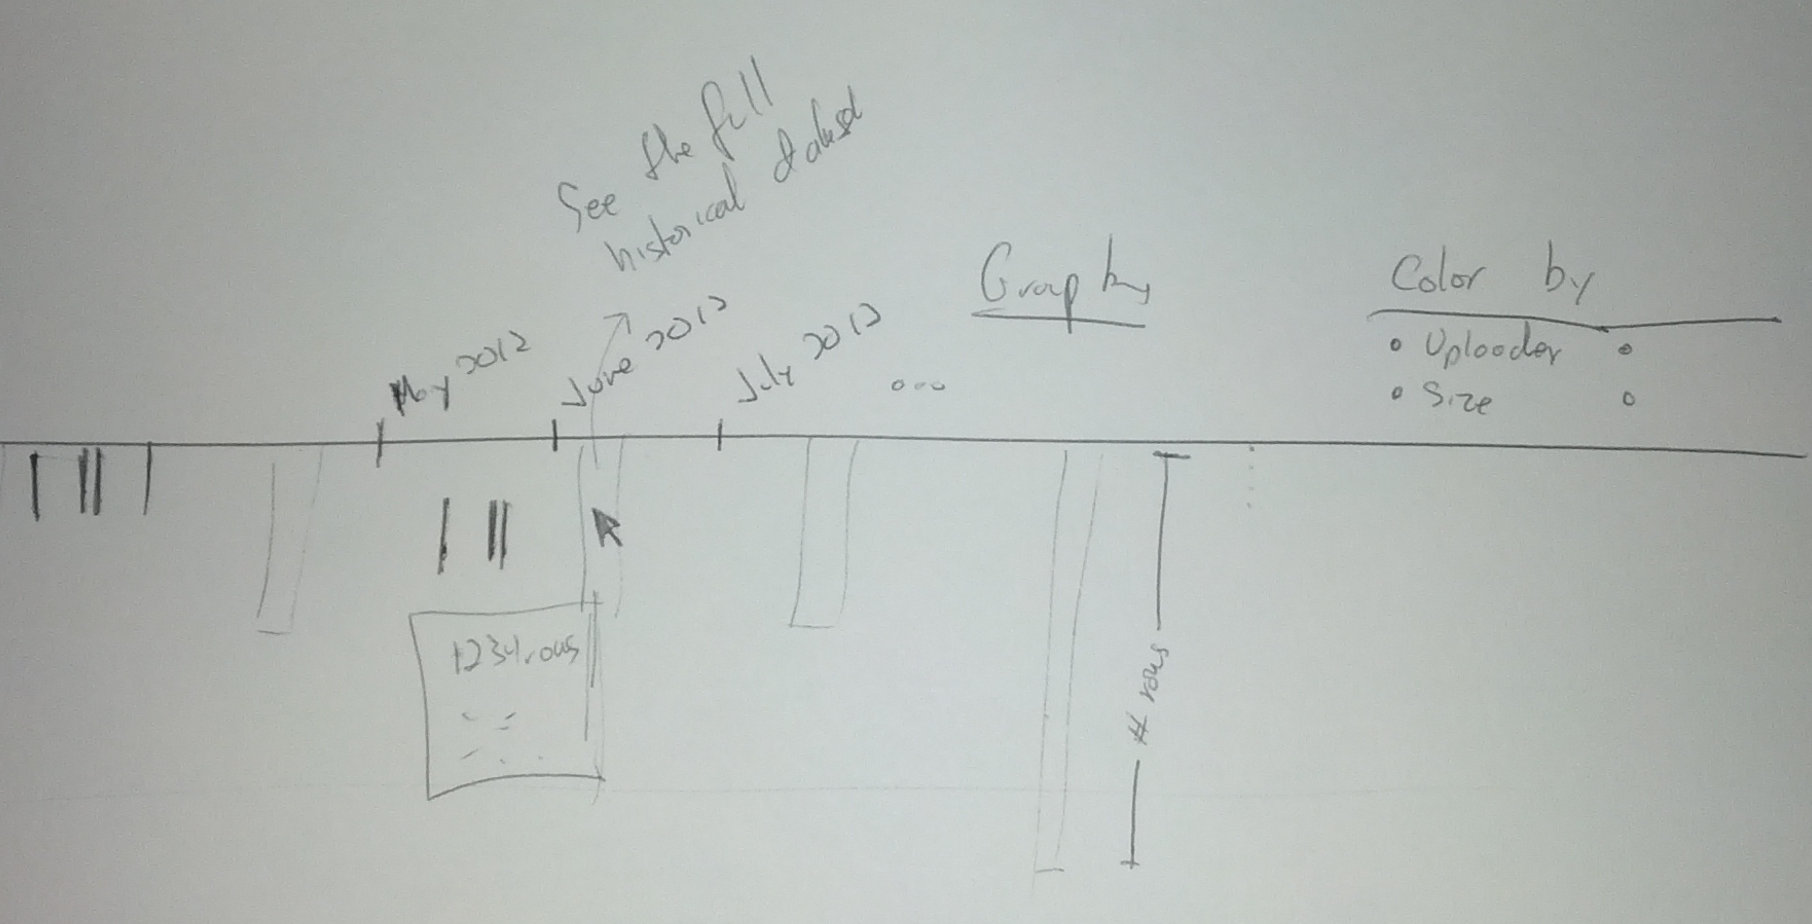 See the full
historical dataset
May 2012
June 2012
July 2012
...
Group by
Color by
• Uploader
• Size
1234 rows
# rows